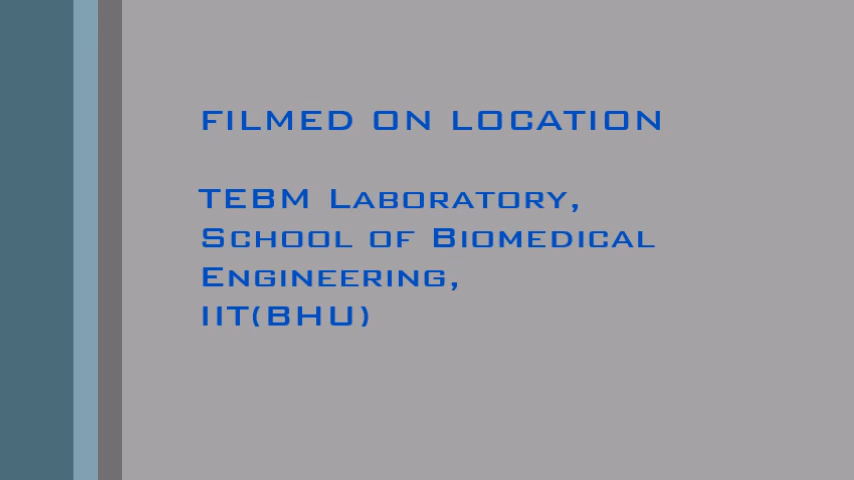 FILMED ON LOCATION
TEBM LABORATORY,
SCHOOL OF BIOMEDICAL
ENGINEERING,
IIT(BHU)